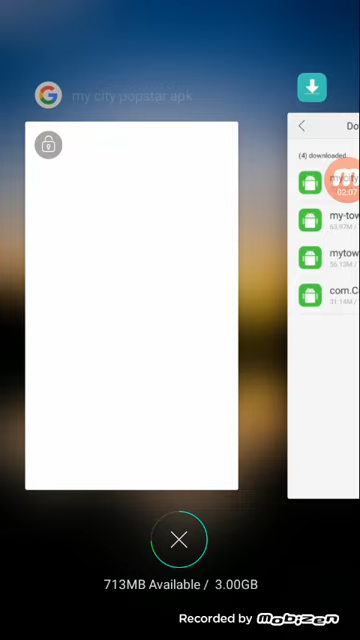 my city popstar apk
Do
(4) downloaded
mycity
02:07
my-tow
63.97M /
mytow
56.13M /
com.C
31.14M /
713MB Available / 3.00GB
Recorded by mobizen